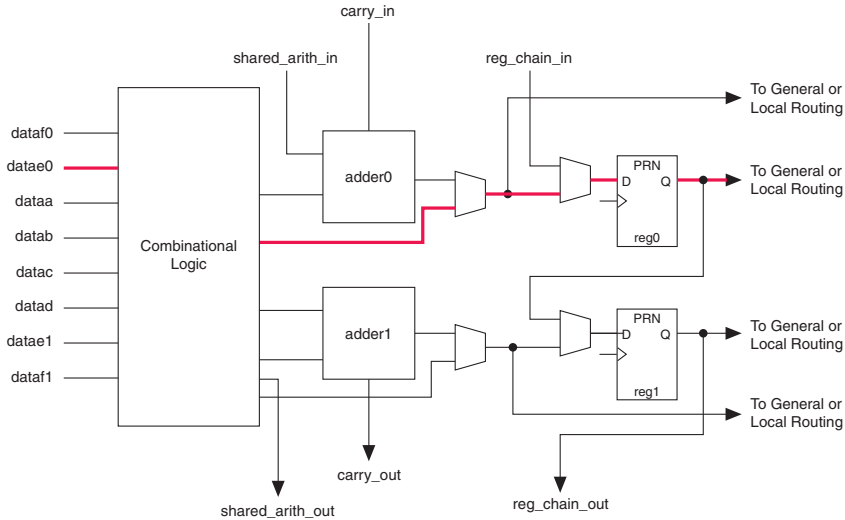 carry_in
shared_arith_in
reg_chain_in
To General or
Local Routing
dataf0
datae0
dataa
datab
datac
datad
datae1
dataf1
Combinational
Logic
adder0
PRN
D Q
reg0
To General or
Local Routing
adder1
PRN
D Q
reg1
To General or
Local Routing
To General or
Local Routing
carry_out
shared_arith_out
reg_chain_out